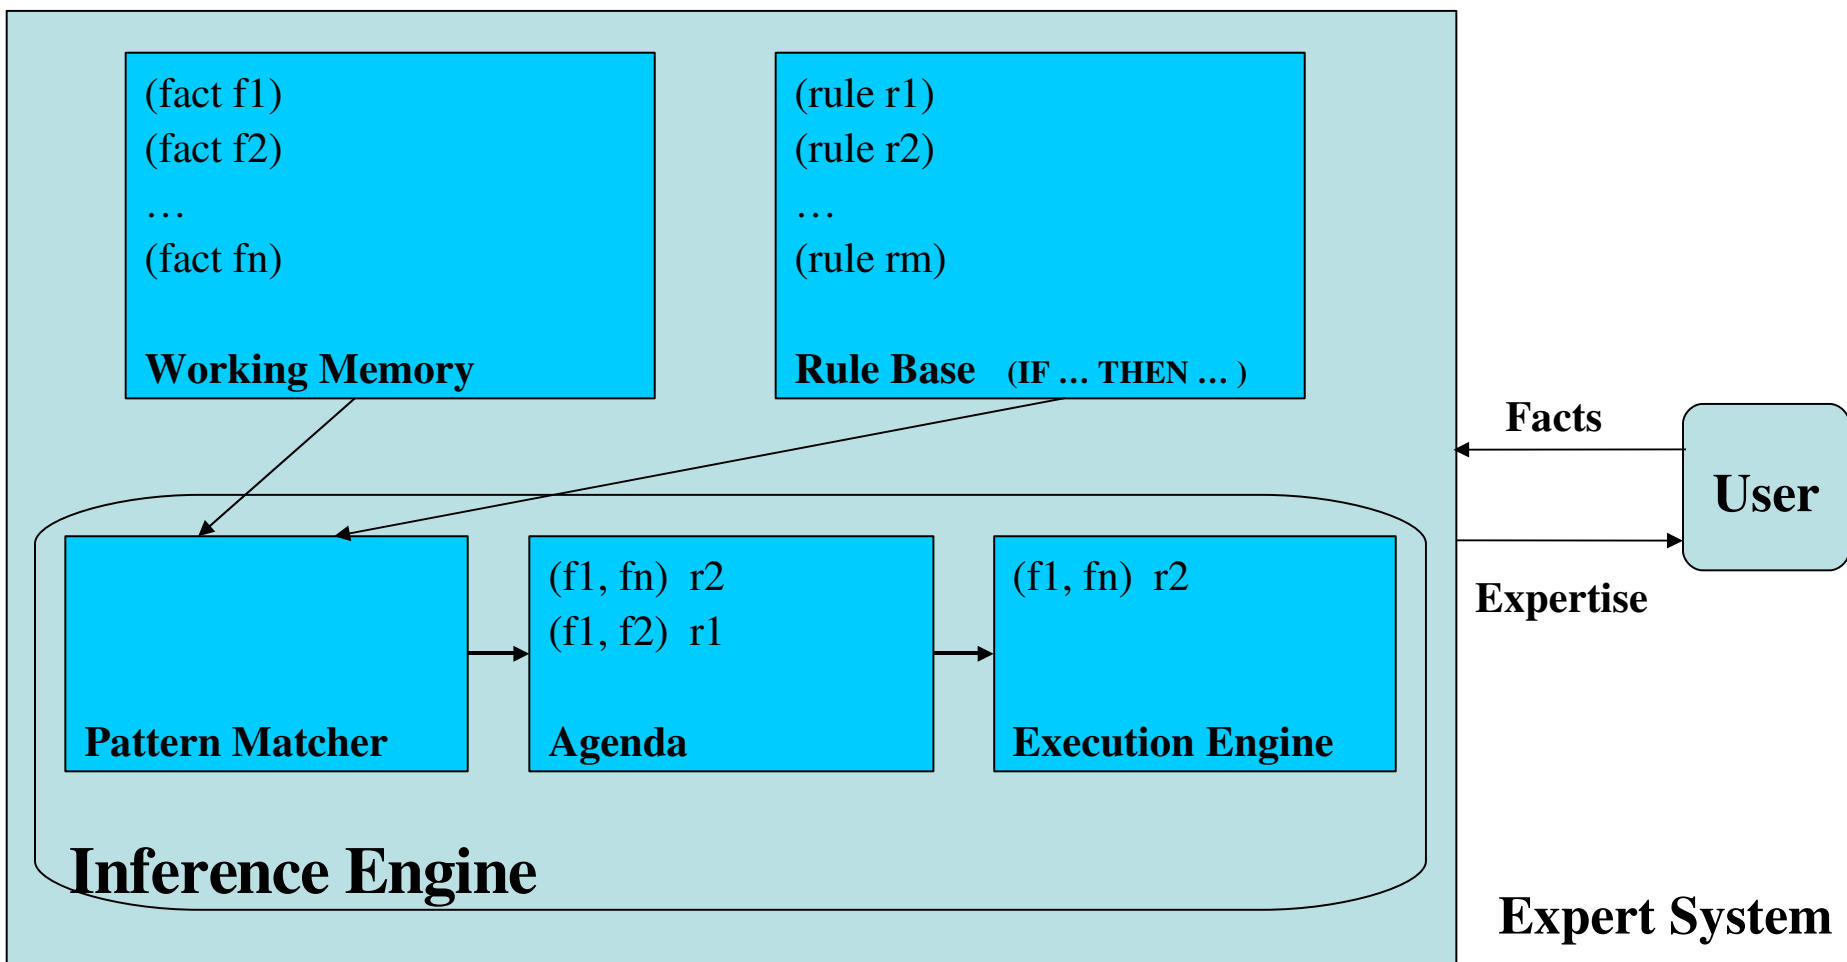 (fact f1)
(fact f2)
…
(fact fn)
Working Memory
(rule r1)
(rule r2)
…
(rule rm)
Rule Base (IF … THEN … )
Facts
User
Expertise
Pattern Matcher
(f1, fn) r2
(f1, f2) r1
Agenda
(f1, fn) r2
Execution Engine
Inference Engine
Expert System